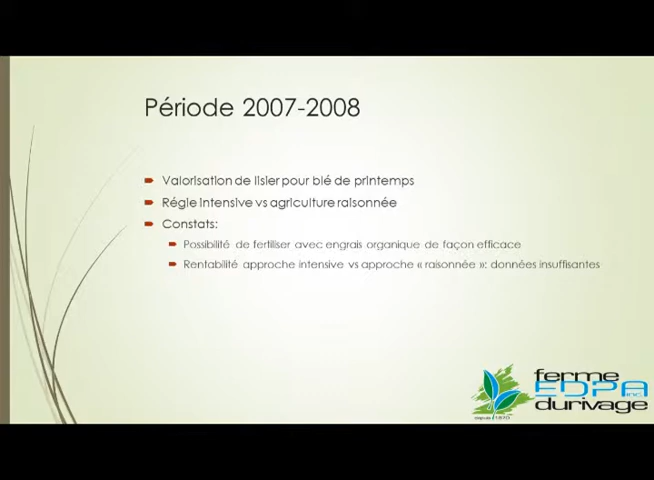 Période 2007-2008
Valorisation de lisier pour blé de printemps
Régie intensive vs agriculture raisonnée
Constats:
Possibilité de fertiliser avec engrais organique de façon efficace
Rentabilité approche intensive vs approche « raisonnée »: données insuffisantes
ferme
EDPA inc
durivage